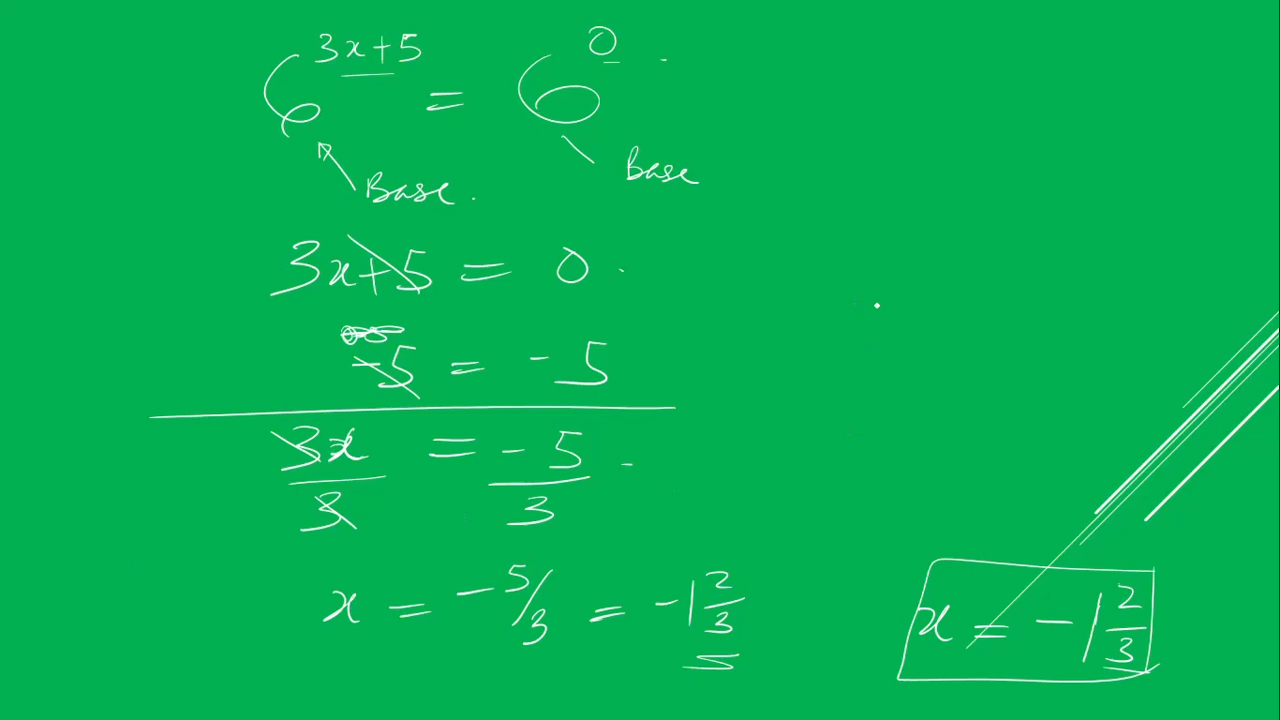 6^{3x+5} = 6^{0}.
Base. Base
3x+5 = 0.
-5 = -5
3x/3 = -5/3
x = -5/3 = -1 2/3
x = -1 2/3